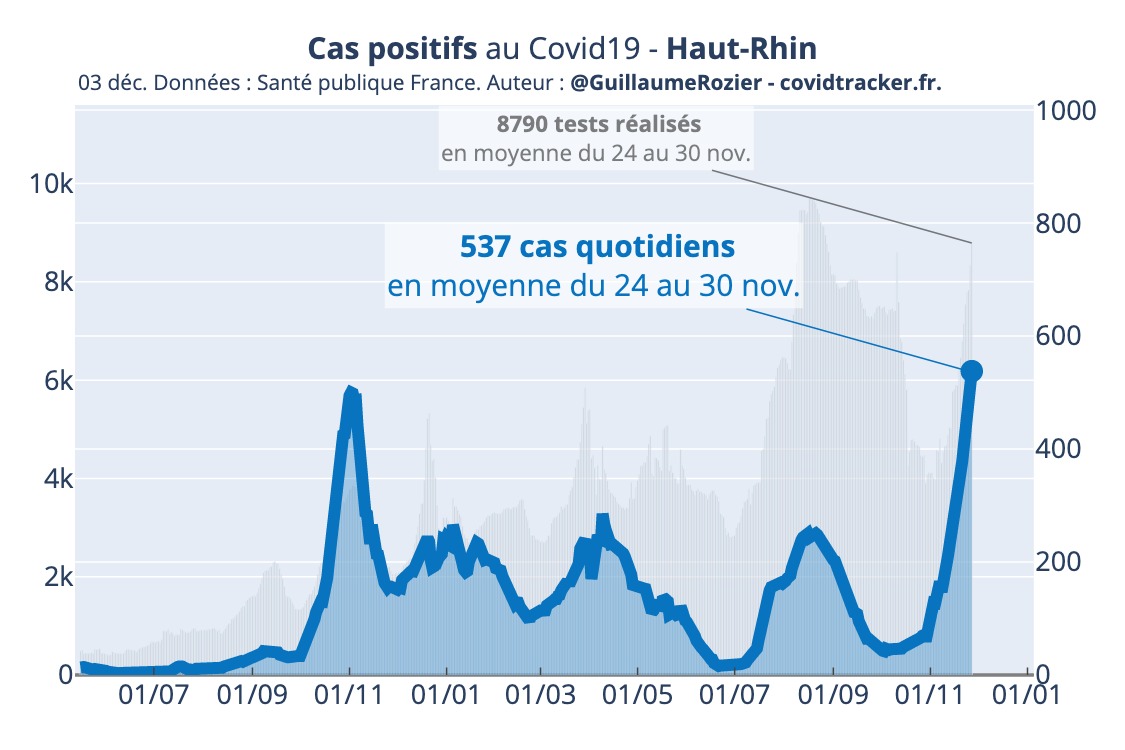 Cas positifs au Covid19 - Haut-Rhin
03 déc. Données : Santé publique France. Auteur : @GuillaumeRozier - covidtracker.fr.
8790 tests réalisés
en moyenne du 24 au 30 nov.
537 cas quotidiens
en moyenne du 24 au 30 nov.
10k
8k
6k
4k
2k
0
1000
800
600
400
200
0
01/07 01/09 01/11 01/01 01/03 01/05 01/07 01/09 01/11 01/01